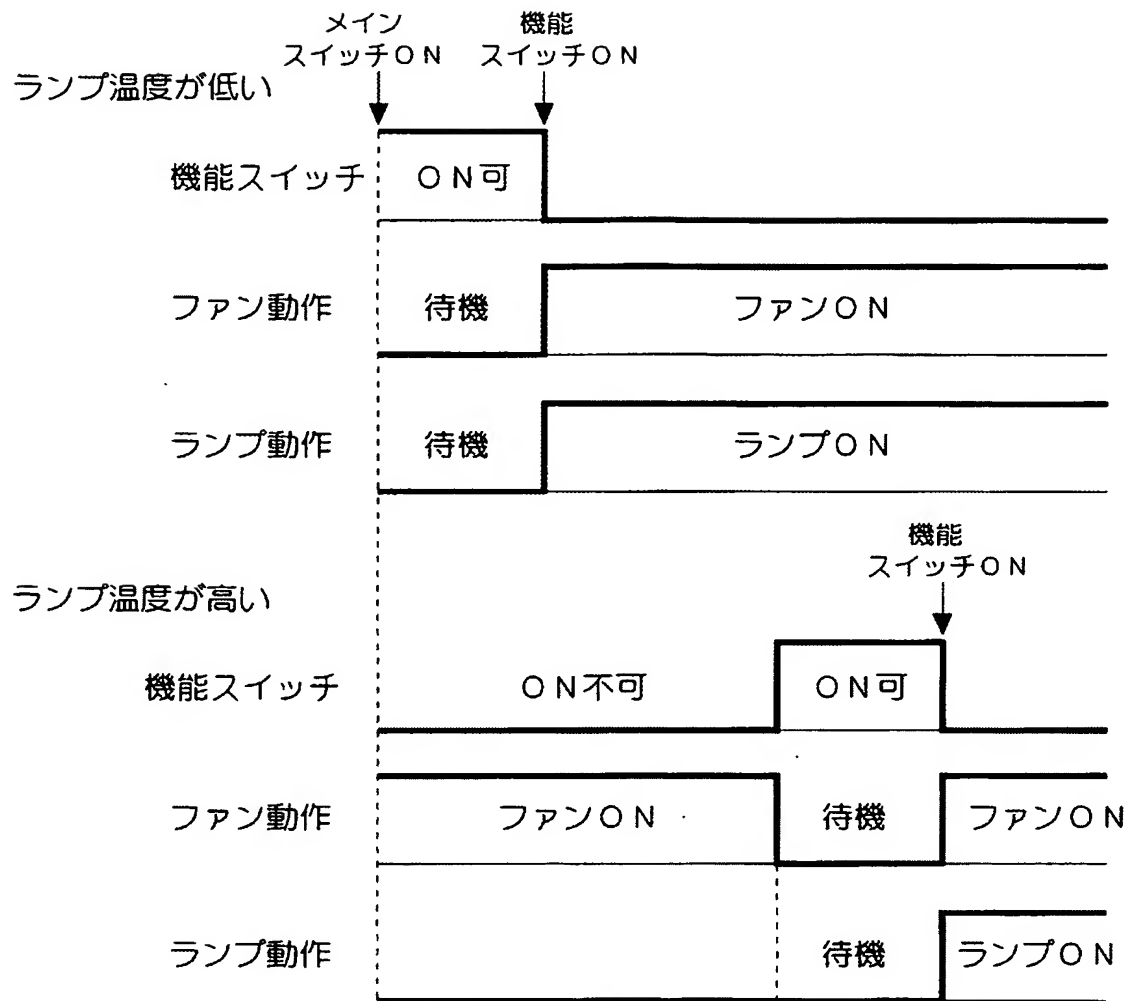 メイン
スイッチON
機能
スイッチON
ランプ温度が低い
機能スイッチ
ON可
ファン動作
待機
ファンON
ランプ動作
待機
ランプON
機能
スイッチON
ランプ温度が高い
機能スイッチ
ON不可
ON可
ファン動作
ファンON
待機
ファンON
ランプ動作
待機
ランプON